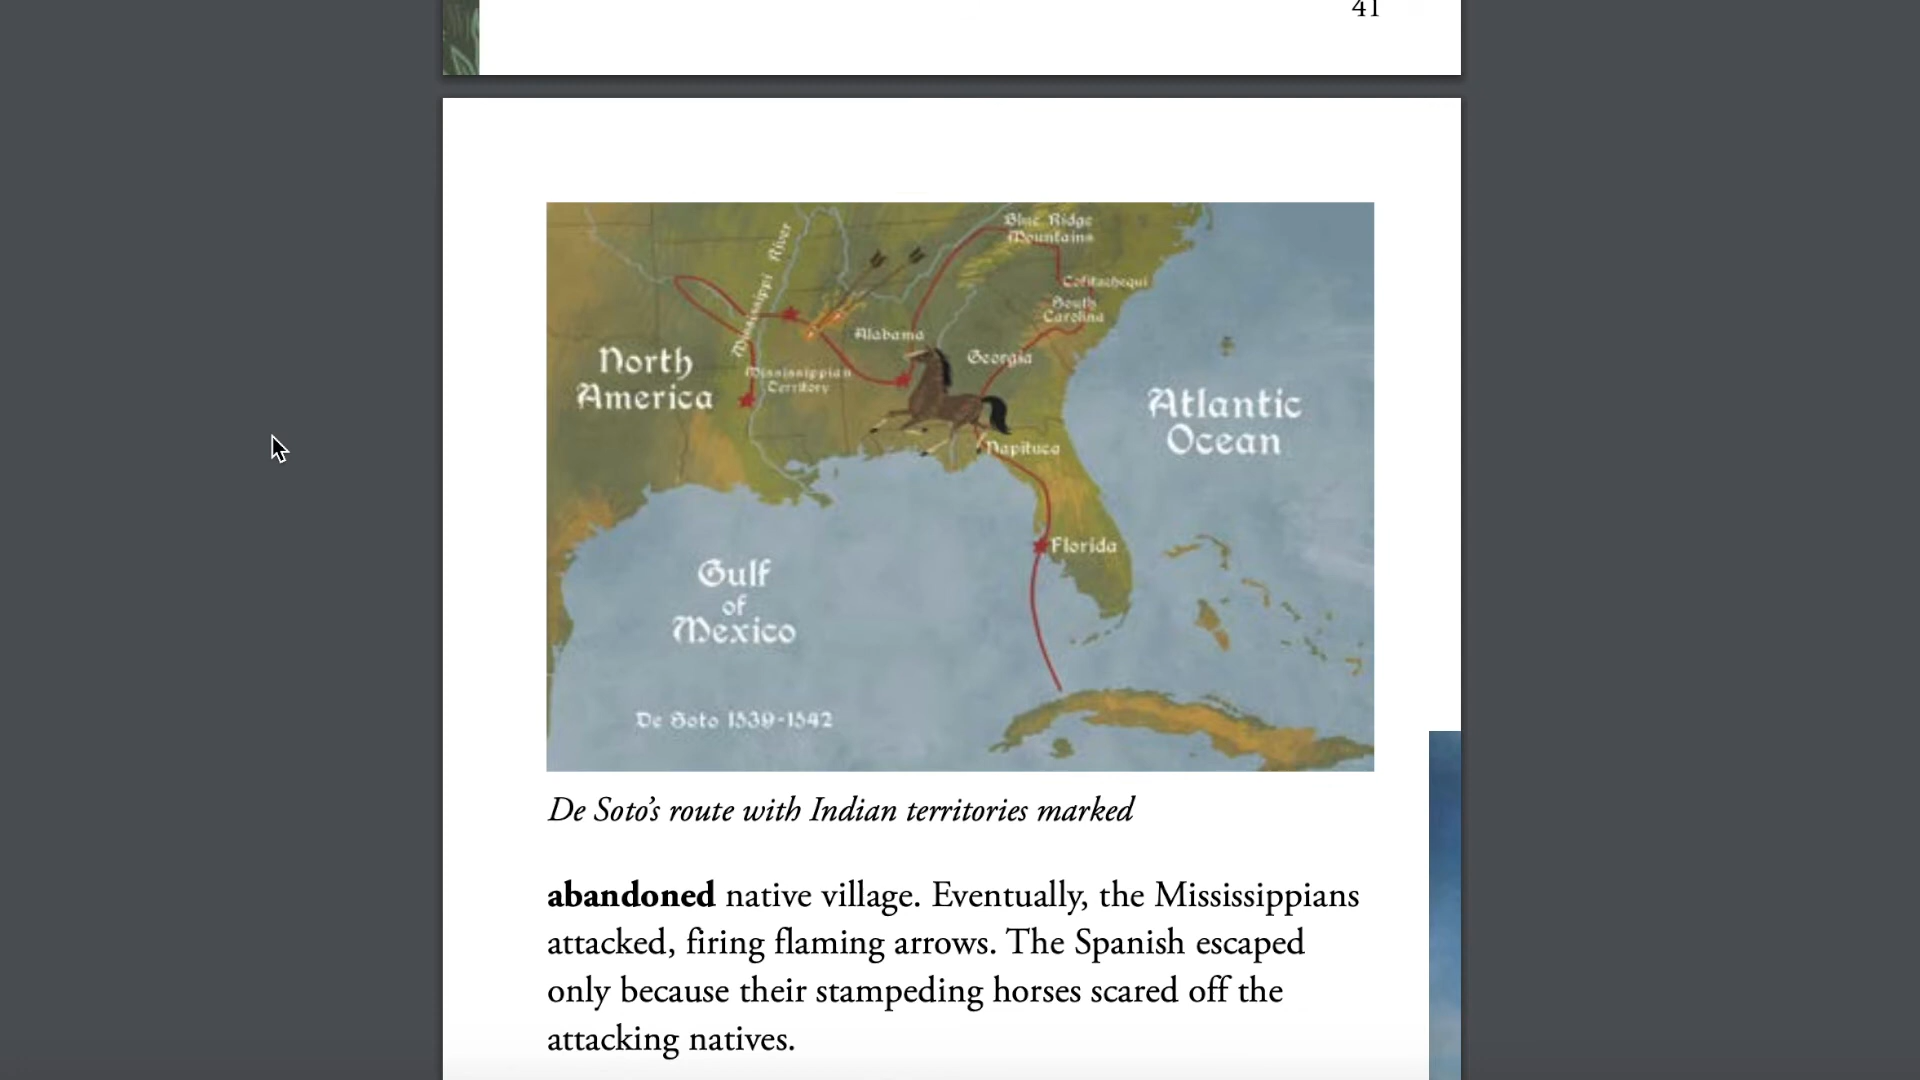 41
Blue Ridge
Mountains
Mississippi River
Cofitachequi
South
Carolina
Alabama
Georgia
North
America
Mississippian
Territory
Atlantic
Ocean
Napituca
Florida
Gulf
of
Mexico
De Soto 1539-1542
De Soto’s route with Indian territories marked
abandoned native village. Eventually, the Mississippians
attacked, firing flaming arrows. The Spanish escaped
only because their stampeding horses scared off the
attacking natives.